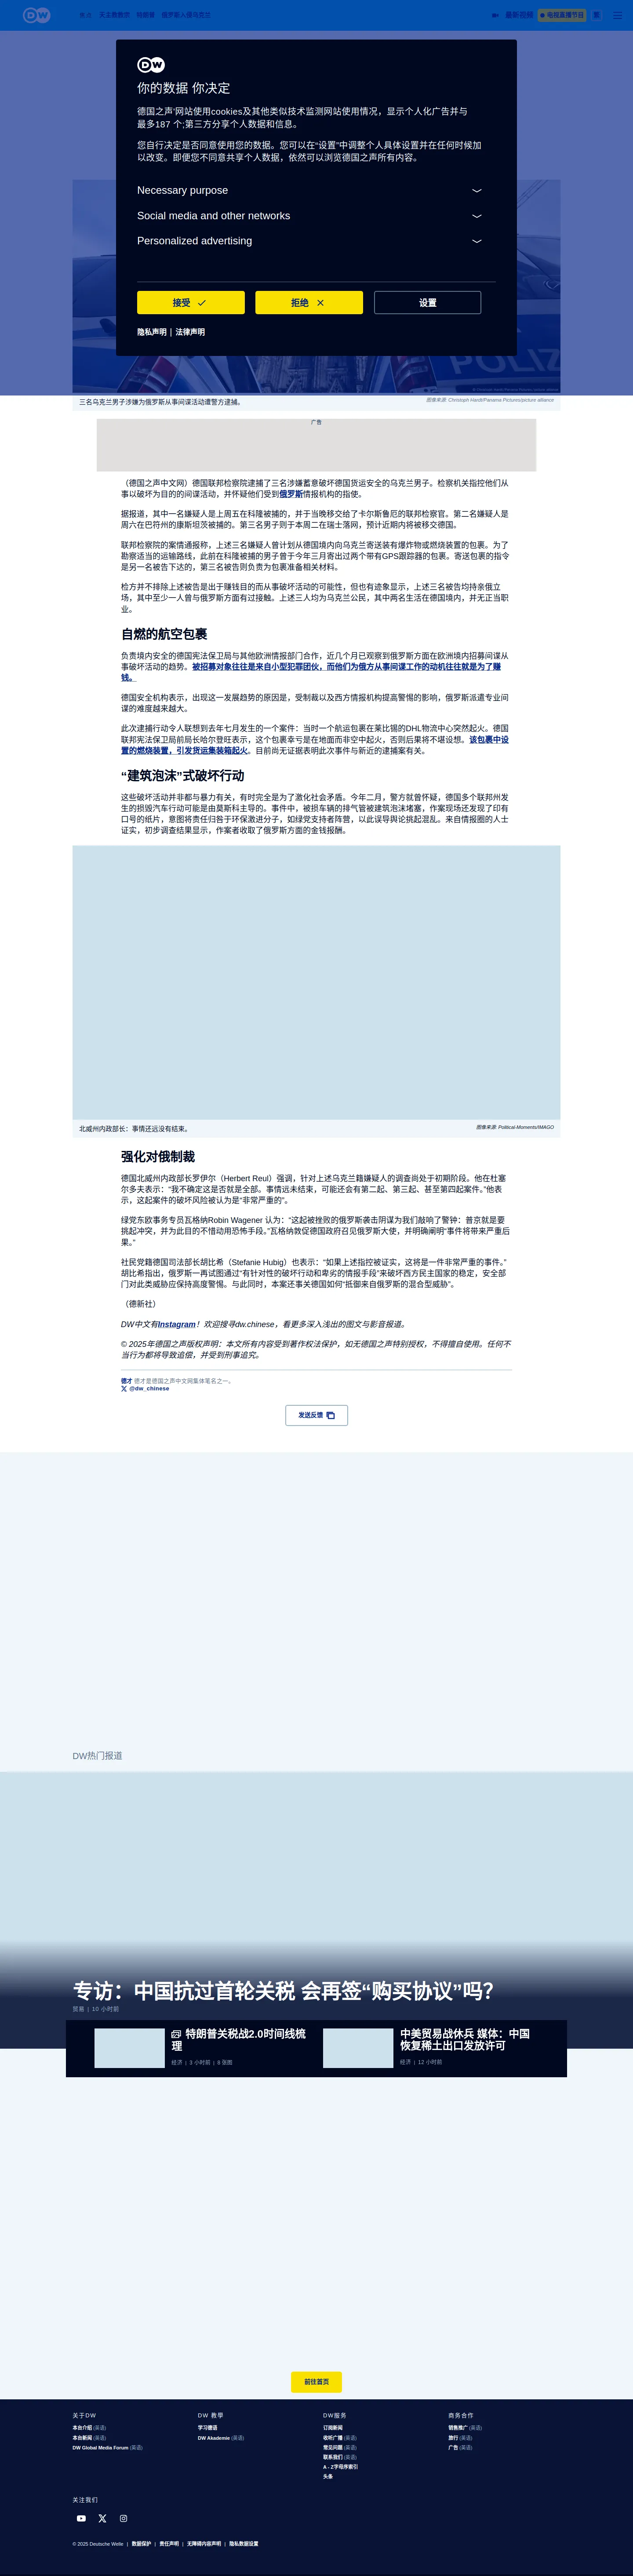 DW
焦点
天主教教宗
特朗普
俄罗斯入侵乌克兰
最新视频
电视直播节目
繁
DW
你的数据 你决定
德国之声'网站使用cookies及其他类似技术监测网站使用情况，显示个人化广告并与
最多187 个;第三方分享个人数据和信息。
您自行决定是否同意使用您的数据。您可以在“设置”中调整个人具体设置并在任何时候加
以改变。即便您不同意共享个人数据，依然可以浏览德国之声所有内容。
Necessary purpose
Social media and other networks
Personalized advertising
接受
拒绝
设置
隐私声明 | 法律声明
POLIZ
三名乌克兰男子涉嫌为俄罗斯从事间谍活动遭警方逮捕。
图像来源: Christoph Hardt/Panama Pictures/picture alliance
广告
（德国之声中文网）德国联邦检察院逮捕了三名涉嫌蓄意破坏德国货运安全的乌克兰男子。检察机关指控他们从
事以破坏为目的的间谍活动，并怀疑他们受到俄罗斯情报机构的指使。
据报道，其中一名嫌疑人是上周五在科隆被捕的，并于当晚移交给了卡尔斯鲁厄的联邦检察官。第二名嫌疑人是
周六在巴符州的康斯坦茨被捕的。第三名男子则于本周二在瑞士落网，预计近期内将被移交德国。
联邦检察院的案情通报称，上述三名嫌疑人曾计划从德国境内向乌克兰寄送装有爆炸物或燃烧装置的包裹。为了
勘察适当的运输路线，此前在科隆被捕的男子曾于今年三月寄出过两个带有GPS跟踪器的包裹。寄送包裹的指令
是另一名被告下达的，第三名被告则负责为包裹准备相关材料。
检方并不排除上述被告是出于赚钱目的而从事破坏活动的可能性，但也有迹象显示，上述三名被告均持亲俄立
场，其中至少一人曾与俄罗斯方面有过接触。上述三人均为乌克兰公民，其中两名生活在德国境内，并无正当职
业。
自燃的航空包裹
负责境内安全的德国宪法保卫局与其他欧洲情报部门合作，近几个月已观察到俄罗斯方面在欧洲境内招募间谍从
事破坏活动的趋势。被招募对象往往是来自小型犯罪团伙，而他们为俄方从事间谍工作的动机往往就是为了赚
钱。
德国安全机构表示，出现这一发展趋势的原因是，受制裁以及西方情报机构提高警惕的影响，俄罗斯派遣专业间
谍的难度越来越大。
此次逮捕行动令人联想到去年七月发生的一个案件：当时一个航运包裹在莱比锡的DHL物流中心突然起火。德国
联邦宪法保卫局前局长哈尔登旺表示，这个包裹幸亏是在地面而非空中起火，否则后果将不堪设想。该包裹中设
置的燃烧装置，引发货运集装箱起火。目前尚无证据表明此次事件与新近的逮捕案有关。
“建筑泡沫”式破坏行动
这些破坏活动并非都与暴力有关，有时完全是为了激化社会矛盾。今年二月，警方就曾怀疑，德国多个联邦州发
生的损毁汽车行动可能是由莫斯科主导的。事件中，被损车辆的排气管被建筑泡沫堵塞，作案现场还发现了印有
口号的纸片，意图将责任归咎于环保激进分子，如绿党支持者阵营，以此误导舆论挑起混乱。来自情报圈的人士
证实，初步调查结果显示，作案者收取了俄罗斯方面的金钱报酬。
北威州内政部长：事情还远没有结束。
图像来源: Political-Moments/IMAGO
强化对俄制裁
德国北威州内政部长罗伊尔（Herbert Reul）强调，针对上述乌克兰籍嫌疑人的调查尚处于初期阶段。他在杜塞
尔多夫表示：“我不确定这是否就是全部。事情远未结束，可能还会有第二起、第三起、甚至第四起案件。”他表
示，这起案件的破坏风险被认为是“非常严重的”。
绿党东欧事务专员瓦格纳Robin Wagener 认为：“这起被挫败的俄罗斯袭击阴谋为我们敲响了警钟：普京就是要
挑起冲突，并为此目的不惜动用恐怖手段。”瓦格纳敦促德国政府召见俄罗斯大使，并明确阐明“事件将带来严重后
果。”
社民党籍德国司法部长胡比希（Stefanie Hubig）也表示：“如果上述指控被证实，这将是一件非常严重的事件。”
胡比希指出，俄罗斯一再试图通过“有针对性的破坏行动和卑劣的情报手段”来破坏西方民主国家的稳定，安全部
门对此类威胁应保持高度警惕。与此同时，本案还事关德国如何“抵御来自俄罗斯的混合型威胁”。
（德新社）
DW中文有Instagram！欢迎搜寻dw.chinese，看更多深入浅出的图文与影音报道。
© 2025年德国之声版权声明：本文所有内容受到著作权法保护，如无德国之声特别授权，不得擅自使用。任何不
当行为都将导致追偿，并受到刑事追究。
德才 德才是德国之声中文网集体笔名之一。
@dw_chinese
发送反馈
DW热门报道
专访：中国抗过首轮关税 会再签“购买协议”吗？
贸易 | 10 小时前
特朗普关税战2.0时间线梳
理
经济 | 3 小时前 | 8 张图
中美贸易战休兵 媒体：中国
恢复稀土出口发放许可
经济 | 12 小时前
前往首页
关于DW
本台介绍 (英语)
本台新闻 (英语)
DW Global Media Forum (英语)
DW 教學
学习德语
DW Akademie (英语)
DW服务
订阅新闻
收听广播 (英语)
常见问题 (英语)
联系我们 (英语)
A - Z字母序索引
头条
商务合作
销售推广 (英语)
旅行 (英语)
广告 (英语)
关注我们
© 2025 Deutsche Welle | 数据保护 | 责任声明 | 无障碍内容声明 | 隐私数据设置